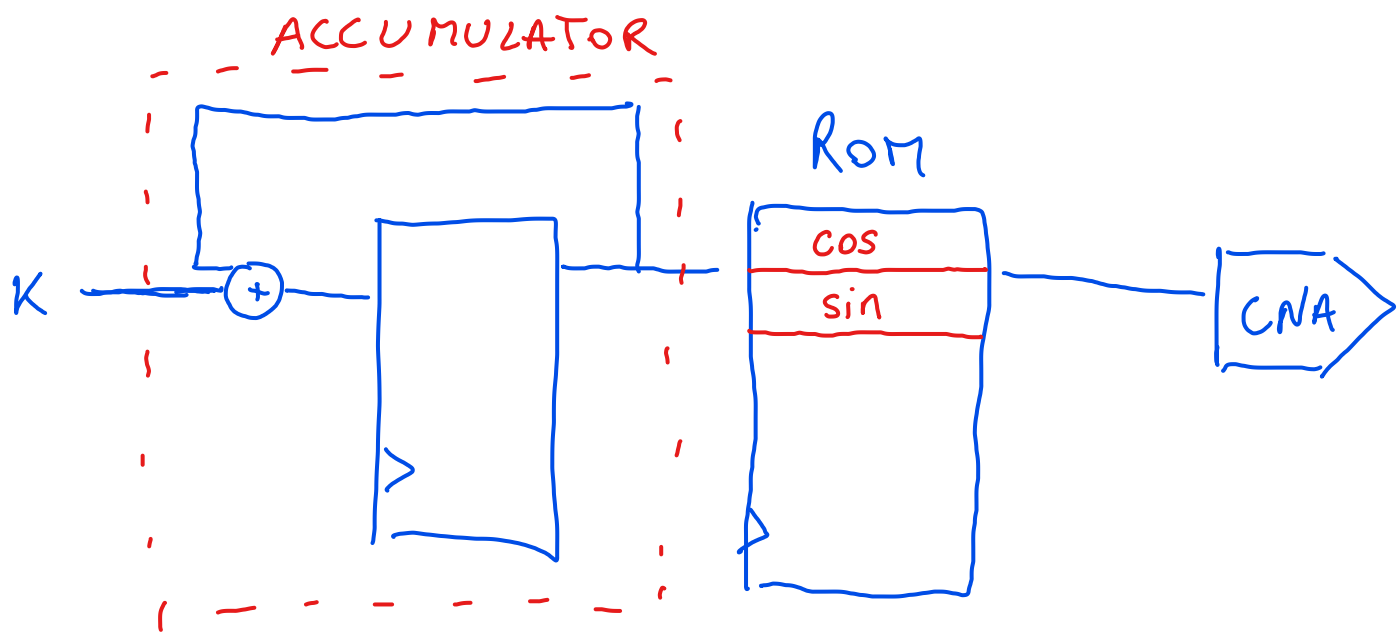 ACCUMULATOR
ROM
cos
sin
K
+
CNA